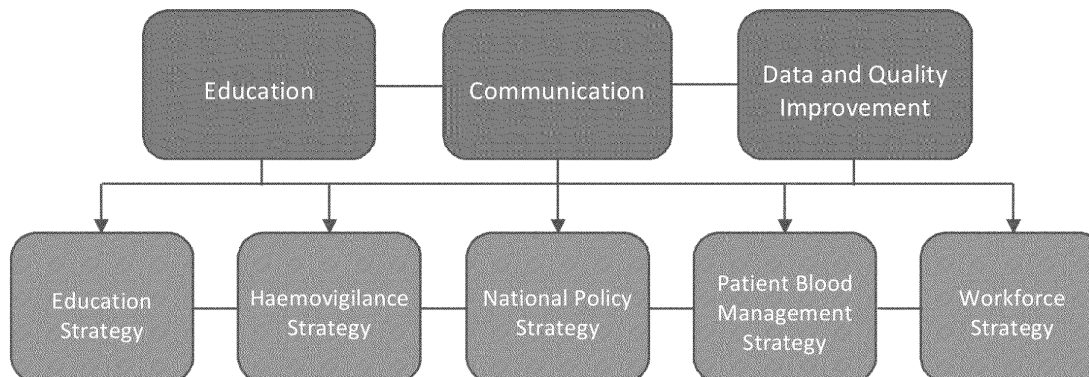 Education
Communication
Data and Quality
Improvement
Education
Strategy
Haemovigilance
Strategy
National Policy
Strategy
Patient Blood
Management
Strategy
Workforce
Strategy